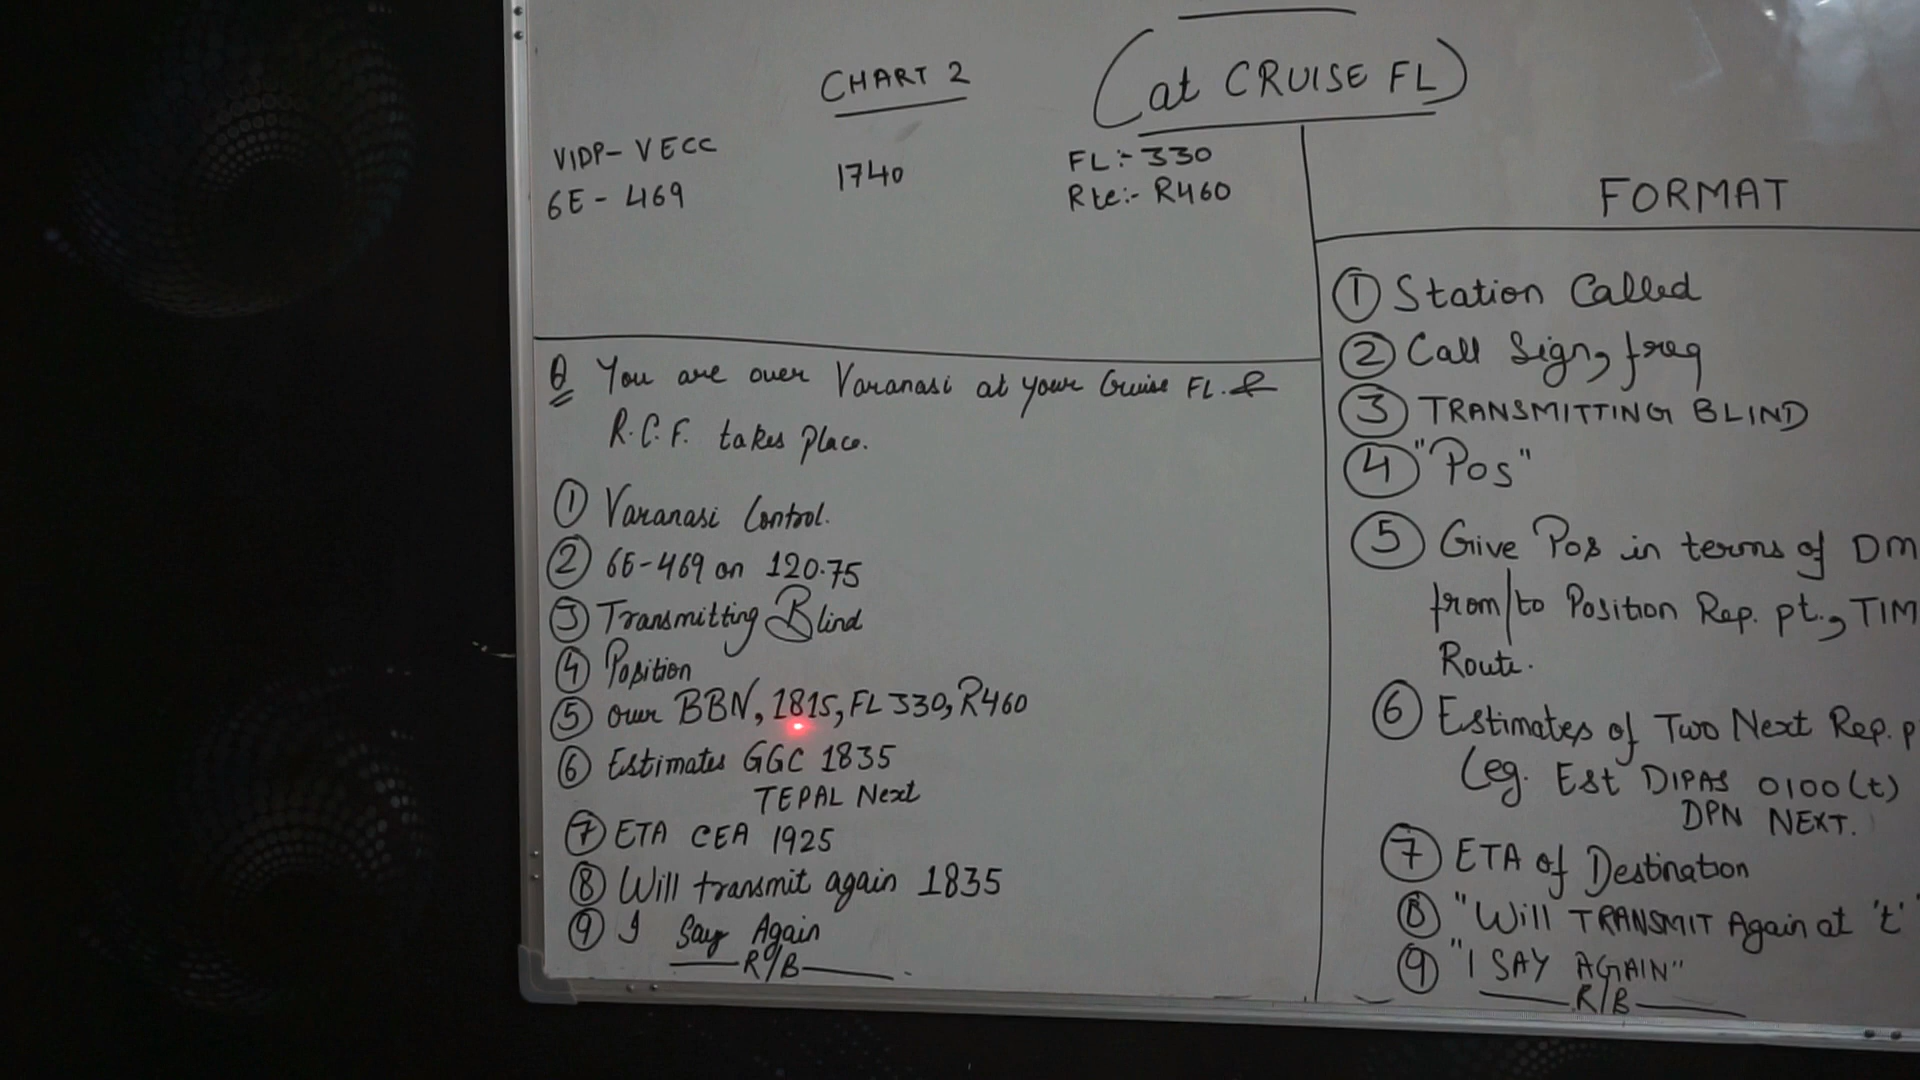 CHART 2
(at CRUISE FL)
VIDP- VECC
6E - 469
1740
FL:- 330
Rte:- R460
Q You are over Varanasi at your Cruise FL. &
R.C.F. takes place.
① Varanasi Control.
② 6E-469 on 120.75
③ Transmitting Blind
④ Position
⑤ over BBN, 1815, FL 330, R460
⑥ Estimates GGC 1835
TEPAL Next
⑦ ETA CEA 1925
⑧ Will transmit again 1835
⑨ I Say Again
R/B
FORMAT
① Station Called
② Call Sign, freq
③ TRANSMITTING BLIND
④ "Pos"
⑤ Give Pos in terms of DM
from/to Position Rep. pt., TIM
Route.
⑥ Estimates of Two Next Rep. p
(eg. Est DIPAS 0100(t)
DPN NEXT.
⑦ ETA of Destination
⑧ "Will TRANSMIT Again at 't'"
⑨ "I SAY AGAIN"
R/B